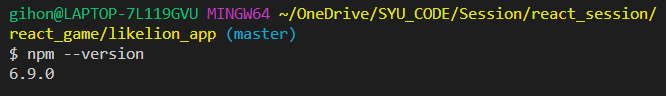 gihon@LAPTOP-7L119GVU MINGW64 ~/OneDrive/SYU_CODE/Session/react_session/
react_game/likelion_app (master)
$ npm --version
6.9.0